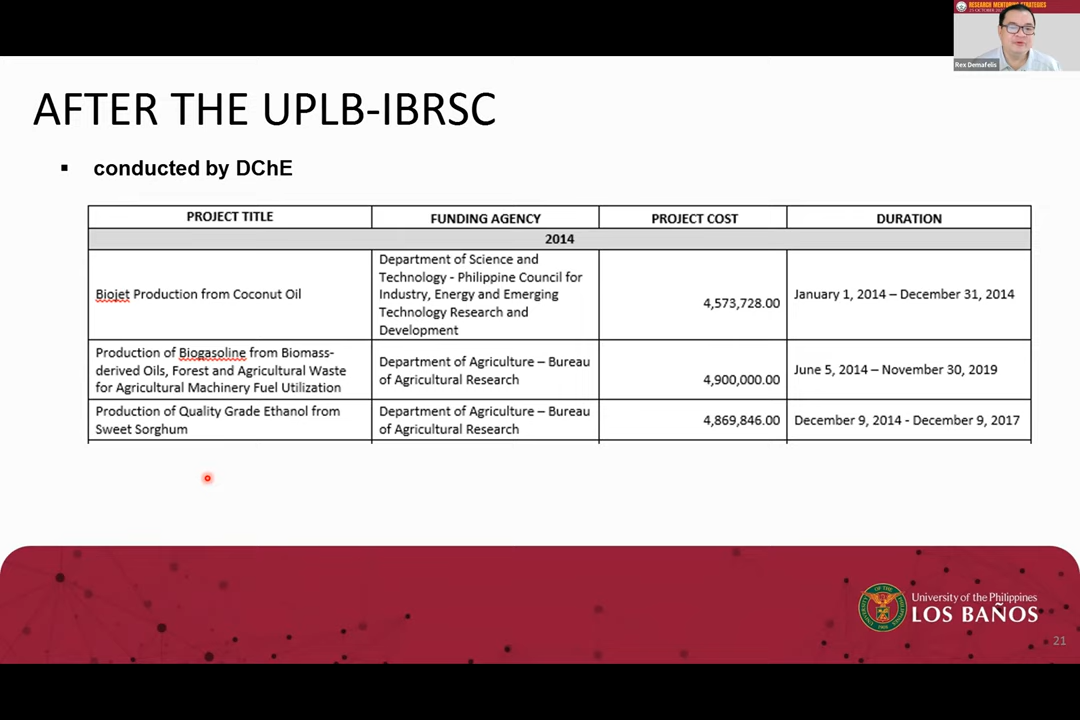 RESEARCH MENTORING STRATEGIES
Rex Demafelis
AFTER THE UPLB-IBRSC
▪ conducted by DChE
PROJECT TITLE
FUNDING AGENCY
PROJECT COST
DURATION
2014
Biojet Production from Coconut Oil
Department of Science and
Technology - Philippine Council for
Industry, Energy and Emerging
Technology Research and
Development
4,573,728.00
January 1, 2014 – December 31, 2014
Production of Biogasoline from Biomass-
derived Oils, Forest and Agricultural Waste
for Agricultural Machinery Fuel Utilization
Department of Agriculture – Bureau
of Agricultural Research
4,900,000.00
June 5, 2014 – November 30, 2019
Production of Quality Grade Ethanol from
Sweet Sorghum
Department of Agriculture – Bureau
of Agricultural Research
4,869,846.00
December 9, 2014 - December 9, 2017
University of the Philippines
LOS BAÑOS
21